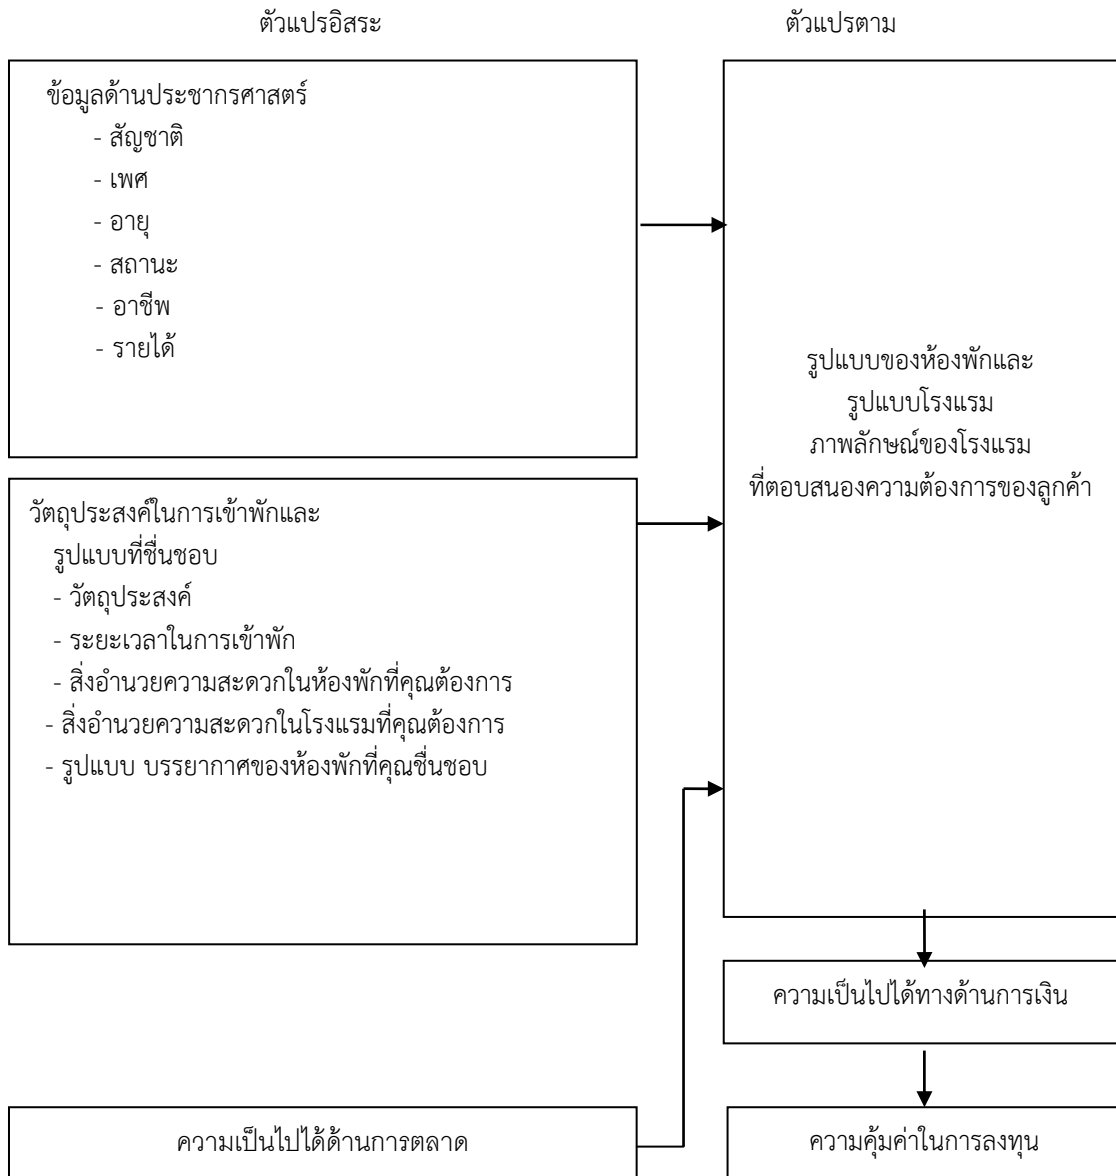 ตัวแปรอิสระ
ตัวแปรตาม
ข้อมูลด้านประชากรศาสตร์
- สัญชาติ
- เพศ
- อายุ
- สถานะ
- อาชีพ
- รายได้
วัตถุประสงค์ในการเข้าพักและ
รูปแบบที่ชื่นชอบ
- วัตถุประสงค์
- ระยะเวลาในการเข้าพัก
- สิ่งอำนวยความสะดวกในห้องพักที่คุณต้องการ
- สิ่งอำนวยความสะดวกในโรงแรมที่คุณต้องการ
- รูปแบบ บรรยากาศของห้องพักที่คุณชื่นชอบ
ความเป็นไปได้ด้านการตลาด
รูปแบบของห้องพักและ
รูปแบบโรงแรม
ภาพลักษณ์ของโรงแรม
ที่ตอบสนองความต้องการของลูกค้า
ความเป็นไปได้ทางด้านการเงิน
ความคุ้มค่าในการลงทุน